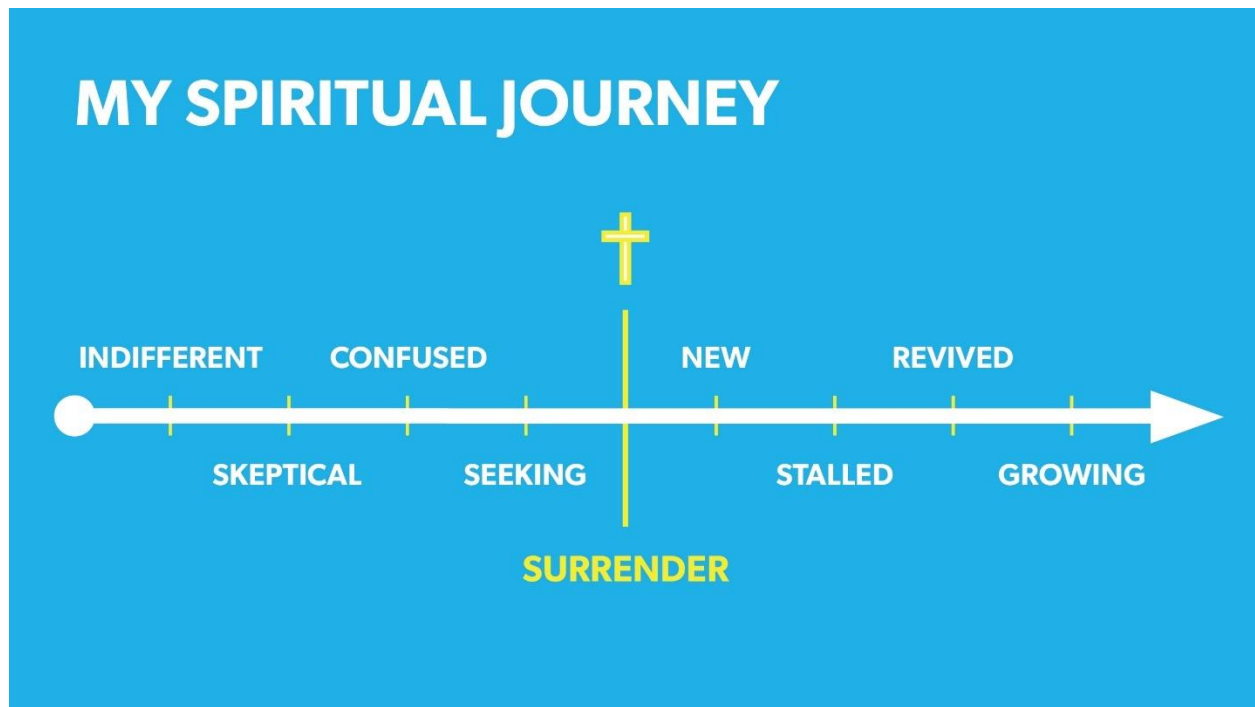 MY SPIRITUAL JOURNEY
INDIFFERENT CONFUSED NEW REVIVED
SKEPTICAL SEEKING STALLED GROWING
SURRENDER